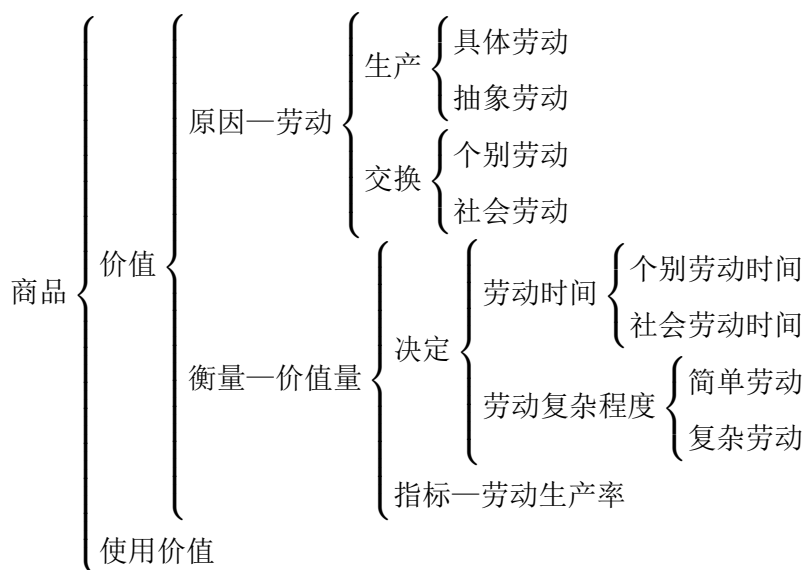 具体劳动
生产
抽象劳动
原因—劳动
个别劳动
交换
社会劳动
价值
个别劳动时间
劳动时间
社会劳动时间
商品
决定
简单劳动
衡量—价值量
劳动复杂程度
复杂劳动
指标—劳动生产率
使用价值